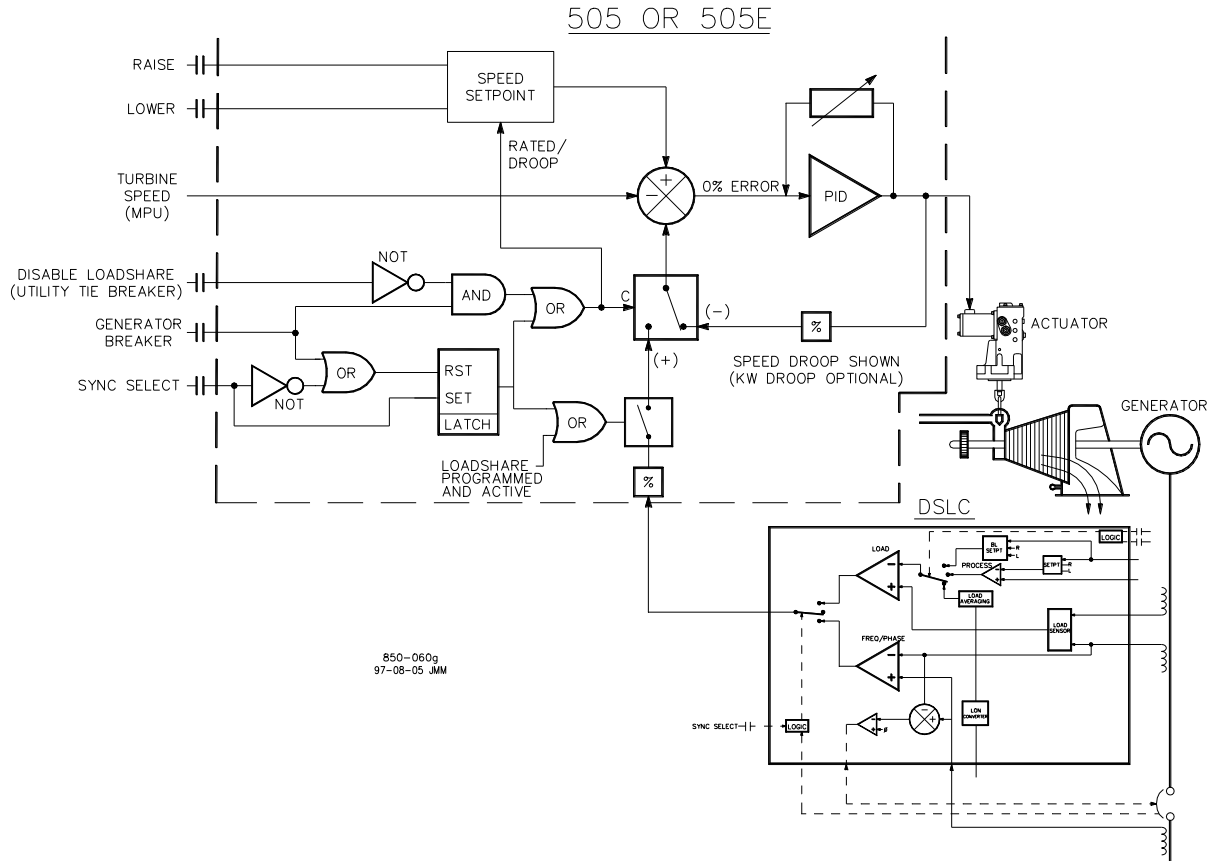 505 OR 505E
RAISE
LOWER
SPEED
SETPOINT
RATED/
DROOP
TURBINE
SPEED
(MPU)
+
−
0% ERROR
PID
DISABLE LOADSHARE
(UTILITY TIE BREAKER)
NOT
AND
OR
C
(−)
%
GENERATOR
BREAKER
(+)
SPEED DROOP SHOWN
(KW DROOP OPTIONAL)
ACTUATOR
SYNC SELECT
NOT
OR
RST
SET
LATCH
OR
LOADSHARE
PROGRAMMED
AND ACTIVE
%
GENERATOR
DSLC
LOGIC
LOAD
BL
SETPT
R
L
PROCESS
SETPT
R
L
−
+
−
+
LOAD
AVERAGING
LOAD
SENSOR
FREQ/PHASE
−
+
850-060g
97-08-05 JMM
SYNC SELECT
LOGIC
−
+
ø
−
+
LON
CONVERTER